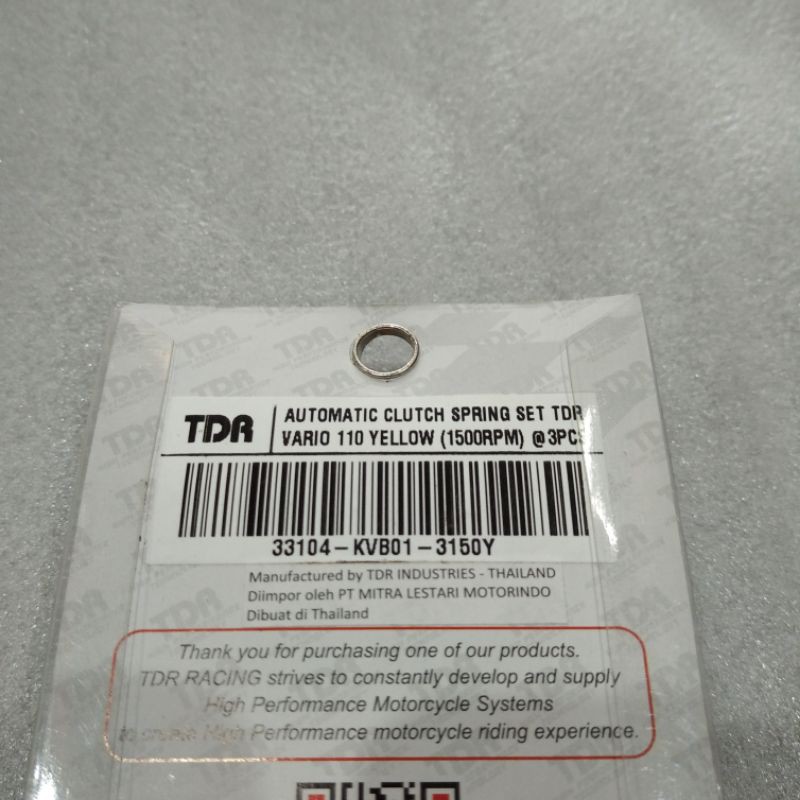 TDR
AUTOMATIC CLUTCH SPRING SET TDR
VARIO 110 YELLOW (1500RPM) @3PCS
33104-KVB01-3150Y
Manufactured by TDR INDUSTRIES - THAILAND
Diimpor oleh PT MITRA LESTARI MOTORINDO
Dibuat di Thailand
Thank you for purchasing one of our products.
TDR RACING strives to constantly develop and supply
High Performance Motorcycle Systems
to create High Performance motorcycle riding experience.